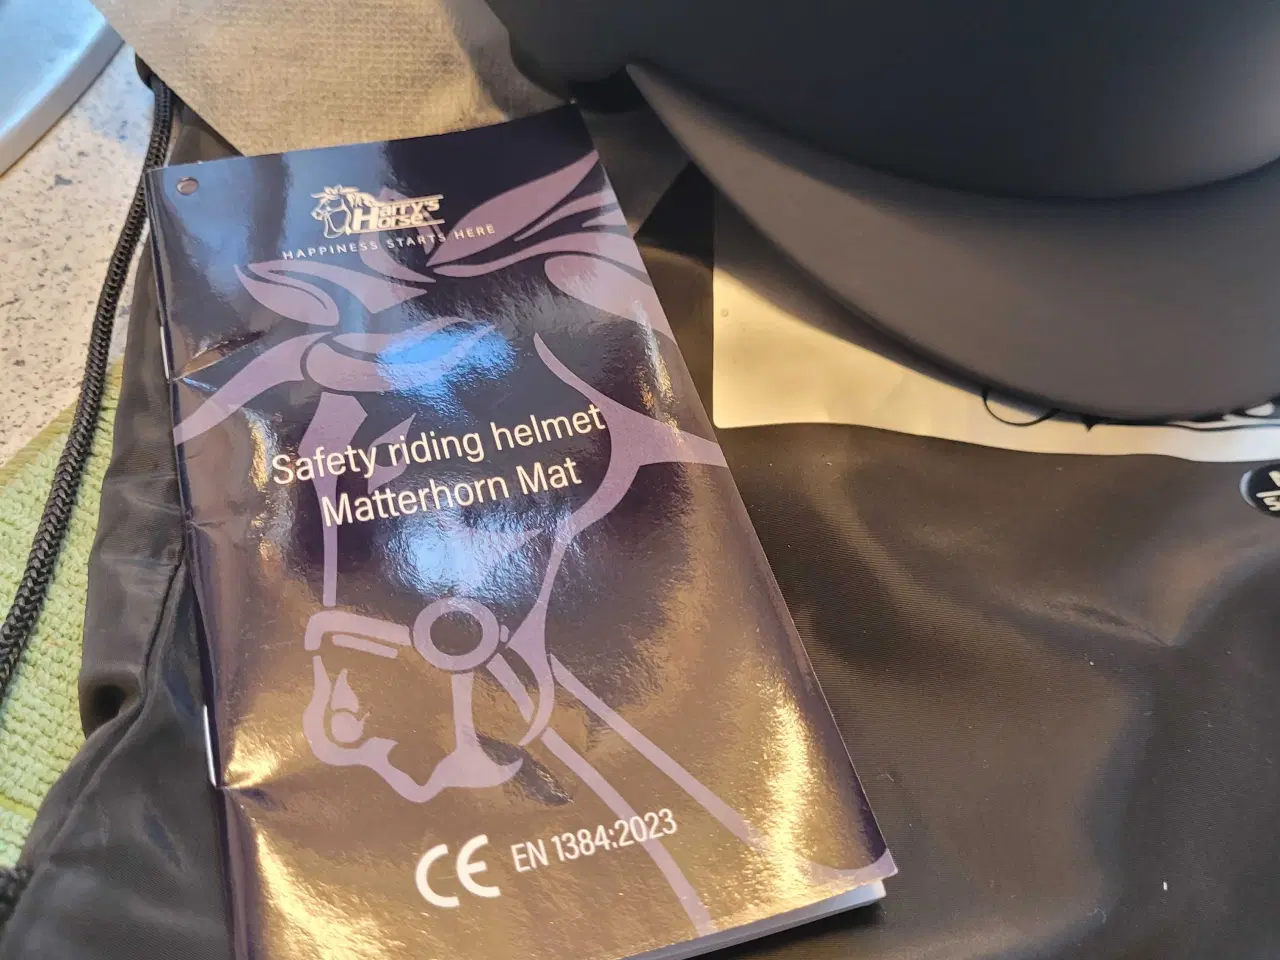 Harry's
Horse
HAPPINESS STARTS HERE
Safety riding helmet
Matterhorn Mat
CE EN 1384:2023